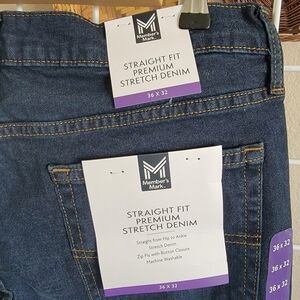 M
Member's
Mark.
STRAIGHT FIT
PREMIUM
STRETCH DENIM
36 X 32
M
Member's
Mark.
STRAIGHT FIT
PREMIUM
STRETCH DENIM
Straight from Hip to Ankle
Stretch Denim
Zip Fly with Button Closure
Machine Washable
36 X 32
36 x 32
36 x 32
36 x 32